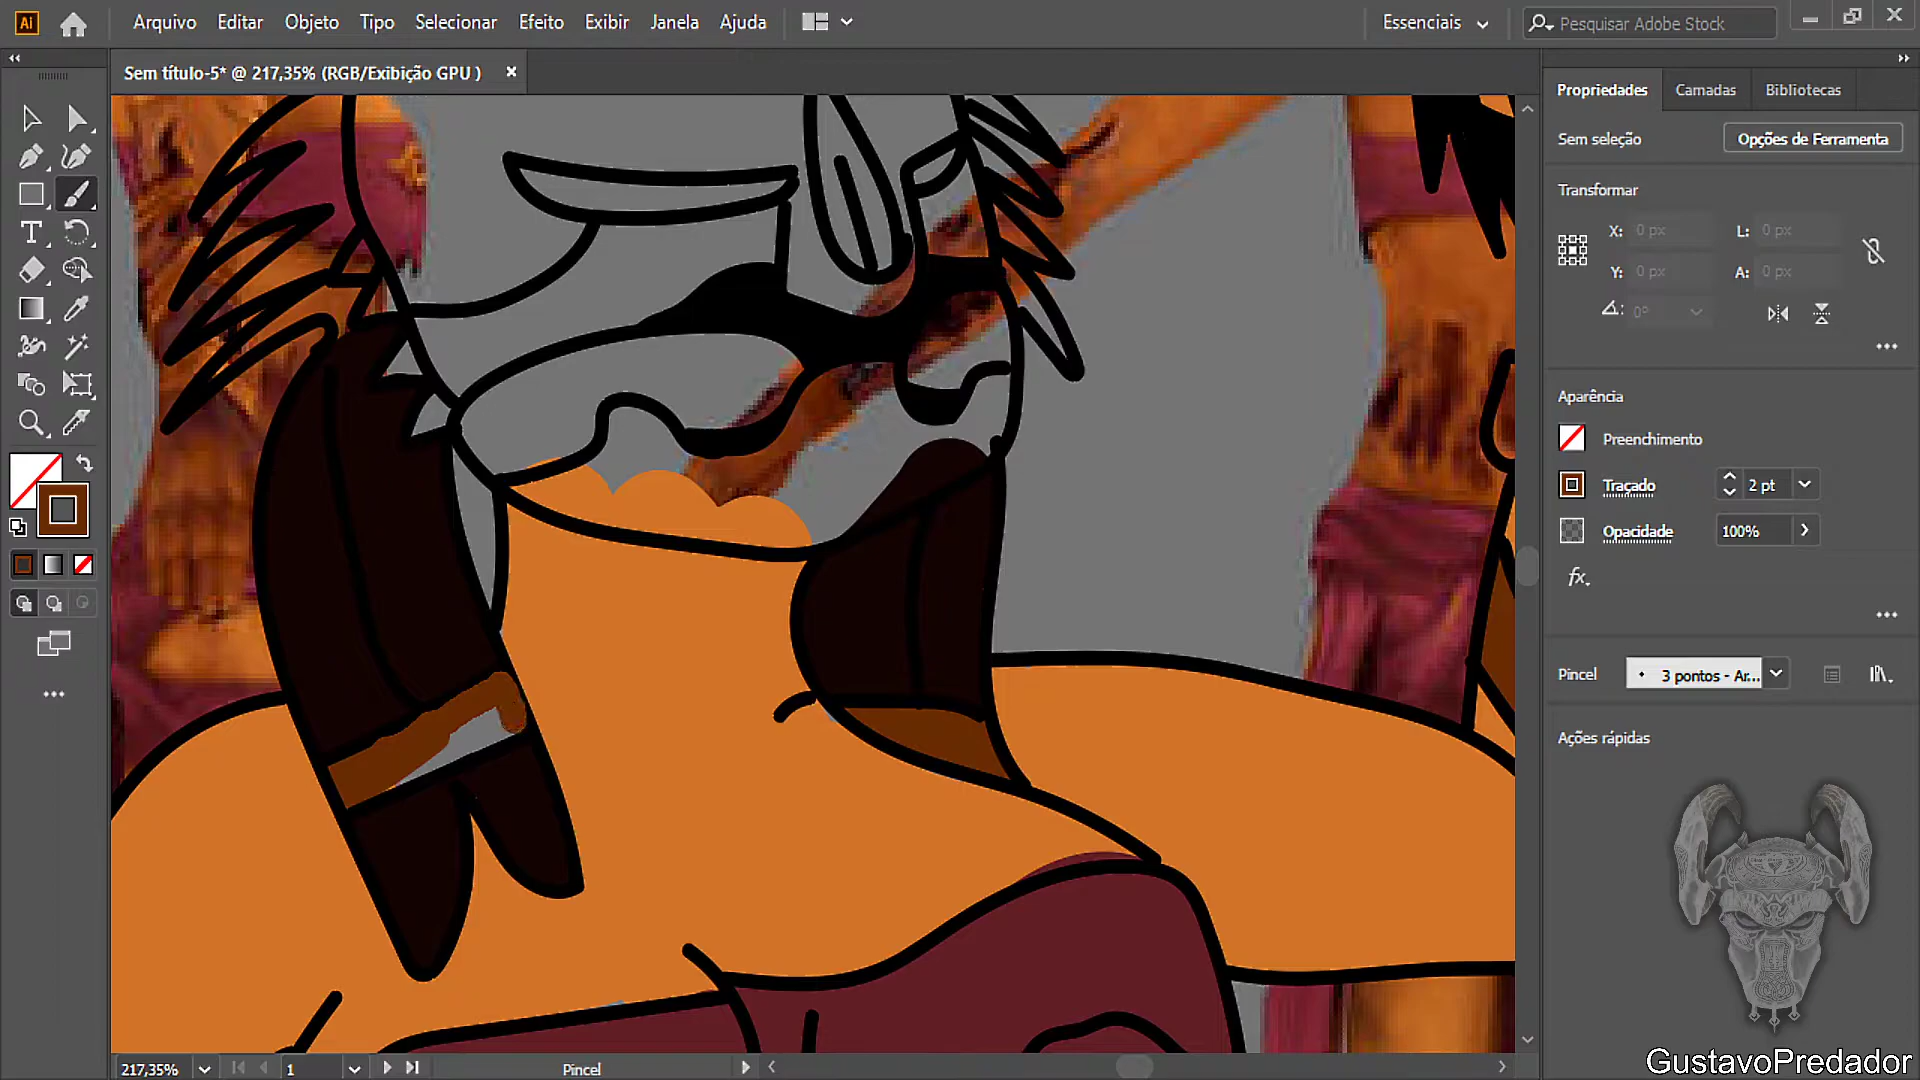 Ai Arquivo Editar Objeto Tipo Selecionar Efeito Exibir Janela Ajuda Essenciais Pesquisar Adobe Stock
Sem título-5* @ 217,35% (RGB/Exibição GPU )
Propriedades Camadas Bibliotecas
Sem seleção Opções de Ferramenta
Transformar
X: 0 px L: 0 px
Y: 0 px A: 0 px
0°
Aparência
Preenchimento
Traçado 2 pt
Opacidade 100%
fx.
Pincel 3 pontos - Ar...
Ações rápidas
217,35% 1 Pincel
GustavoPredador